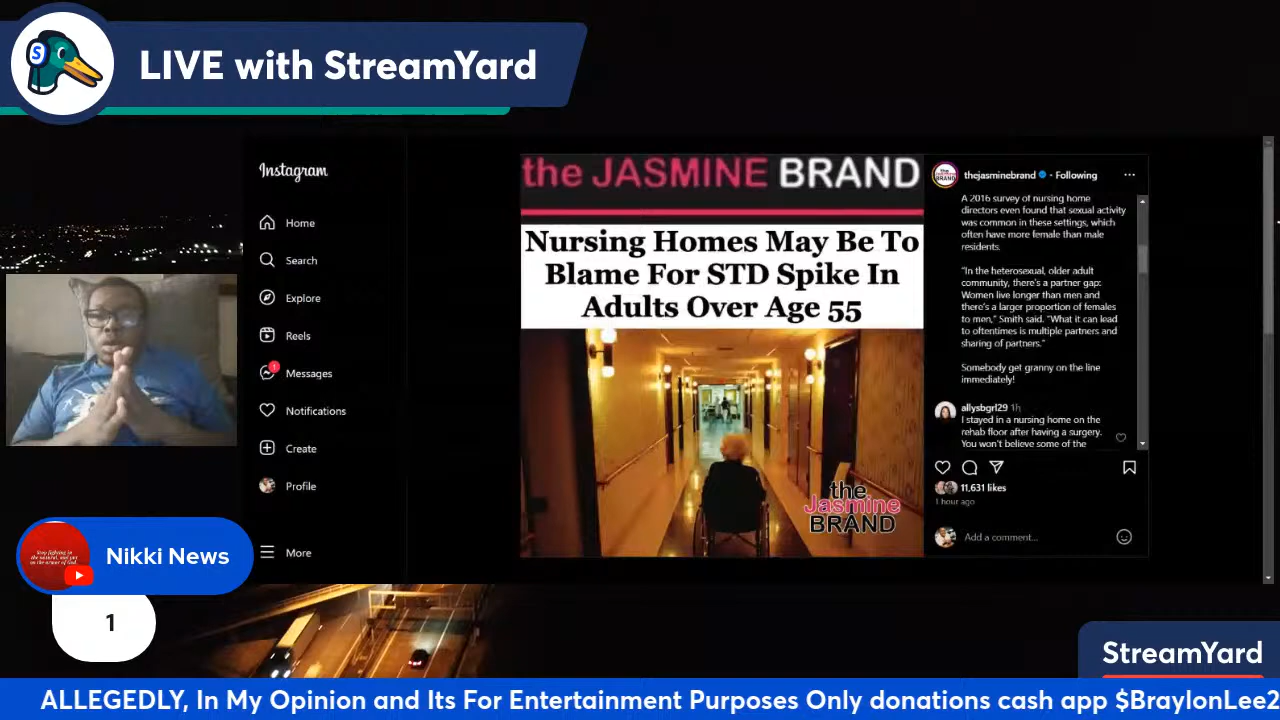 LIVE with StreamYard
Instagram
Home
Search
Explore
Reels
1
Messages
Notifications
Create
Profile
More
the JASMINE BRAND
Nursing Homes May Be To
Blame For STD Spike In
Adults Over Age 55
the
Jasmine
BRAND
thejasminebrand • Following
A 2016 survey of nursing home
directors even found that sexual activity
was common in these settings, which
often have more female than male
residents.
"In the heterosexual, older adult
community, there's a partner gap:
Women live longer than men and
there's a larger proportion of females
to men," Smith said. "What it can lead
to oftentimes is multiple partners and
sharing of partners."
Somebody get granny on the line
immediately!
allysbgrl29 1h
I stayed in a nursing home on the
rehab floor after having a surgery.
You won't believe some of the
11,631 likes
1 hour ago
Add a comment...
Nikki News
1
StreamYard
ALLEGEDLY, In My Opinion and Its For Entertainment Purposes Only donations cash app $BraylonLee2